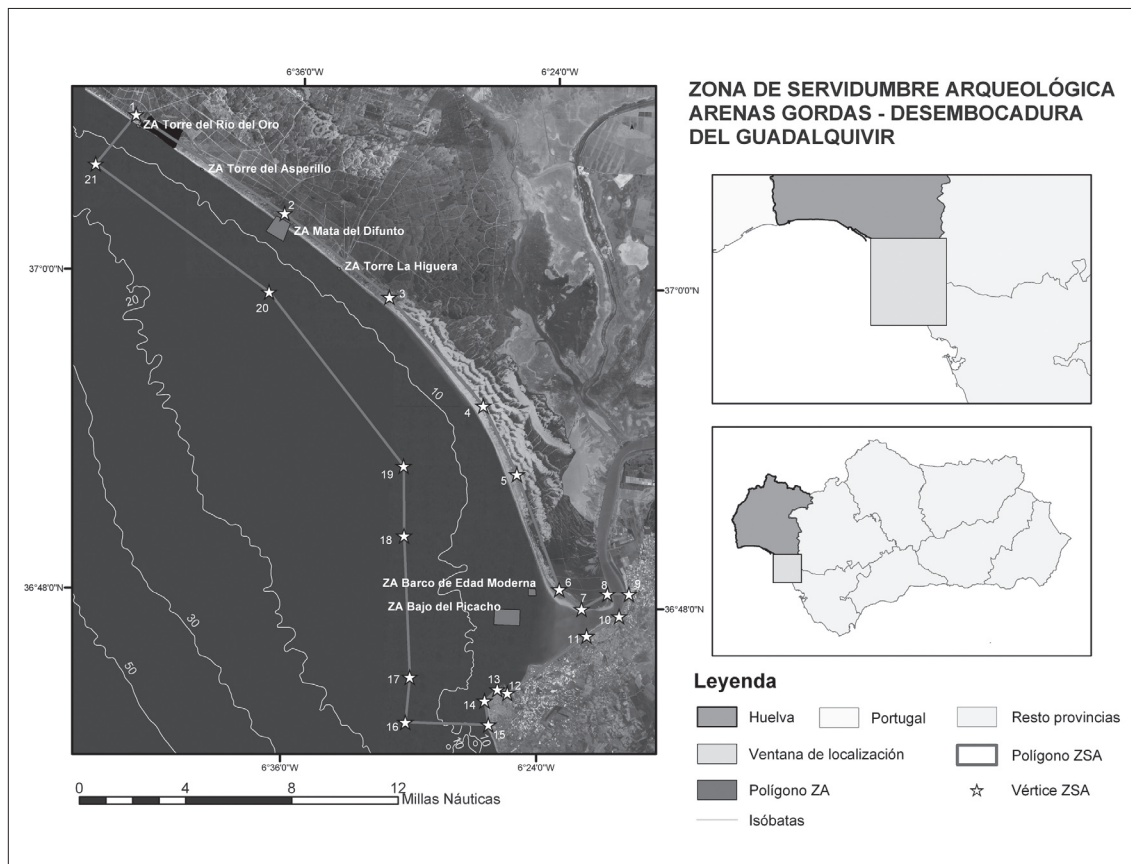 6°36'0"W
6°24'0"W
ZONA DE SERVIDUMBRE ARQUEOLÓGICA
ARENAS GORDAS - DESEMBOCADURA
DEL GUADALQUIVIR
1
ZA Torre del Rio del Oro
21
ZA Torre del Asperillo
2
ZA Mata del Difunto
ZA Torre La Higuera
37°0'0"N
37°0'0"N
20
20
3
10
4
19
5
18
ZA Barco de Edad Moderna
6
8
9
36°48'0"N
36°48'0"N
ZA Bajo del Picacho
7
10
11
30
50
17
13
12
14
16
15
10
10
6°36'0"W
6°24'0"W
0
4
8
12
Millas Náuticas
Leyenda
Huelva
Portugal
Resto provincias
Ventana de localización
Polígono ZSA
Polígono ZA
Vértice ZSA
Isóbatas